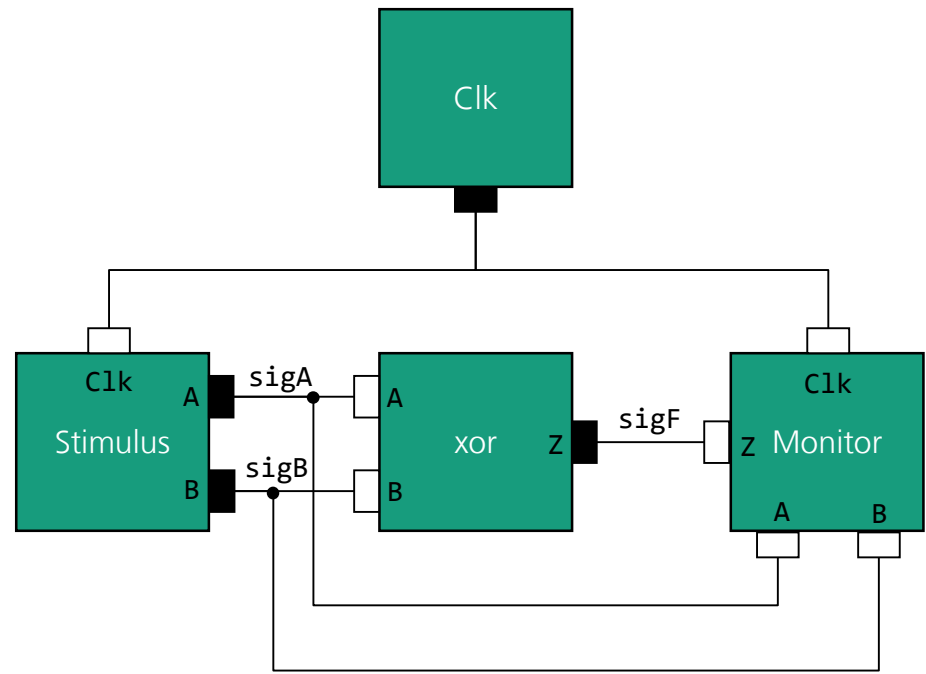 Clk
Clk
Stimulus
A
B
sigA
sigB
A
B
xor
Z
sigF
Clk
Z
Monitor
A
B